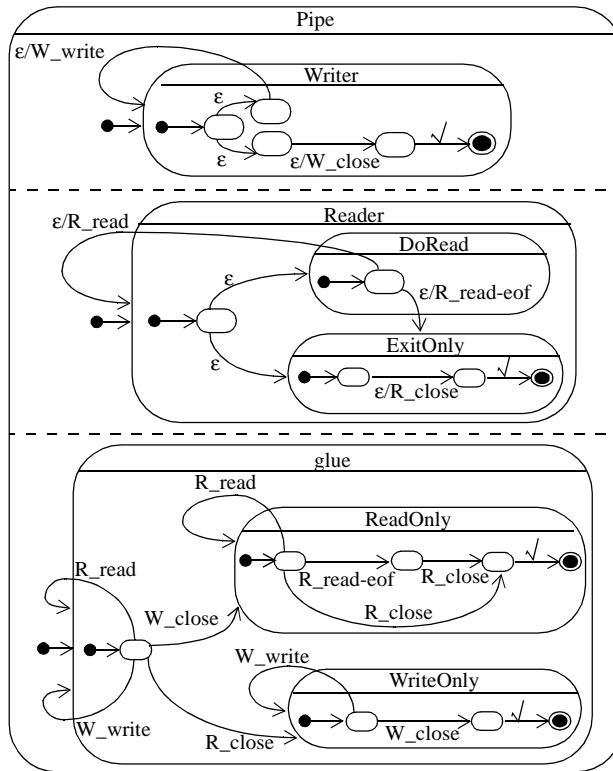 Pipe
ε/W_write
Writer
ε
ε
ε/W_close
√
Reader
ε/R_read
DoRead
ε
ε/R_read-eof
ExitOnly
ε
√
ε/R_close
glue
R_read
ReadOnly
√
R_read
R_read-eof
R_close
W_close
R_close
W_write
WriteOnly
√
W_write
R_close
W_close